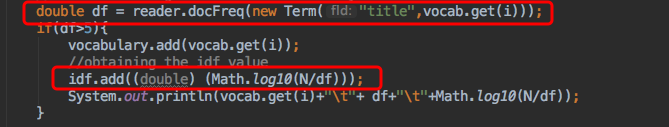 double df = reader.docFreq(new Term( fld: "title",vocab.get(i)));
if(df>5){
vocabulary.add(vocab.get(i));
//obtaining the idf value
idf.add((double) (Math.log10(N/df)));
System.out.println(vocab.get(i)+"\t"+ df+"\t"+Math.log10(N/df));
}